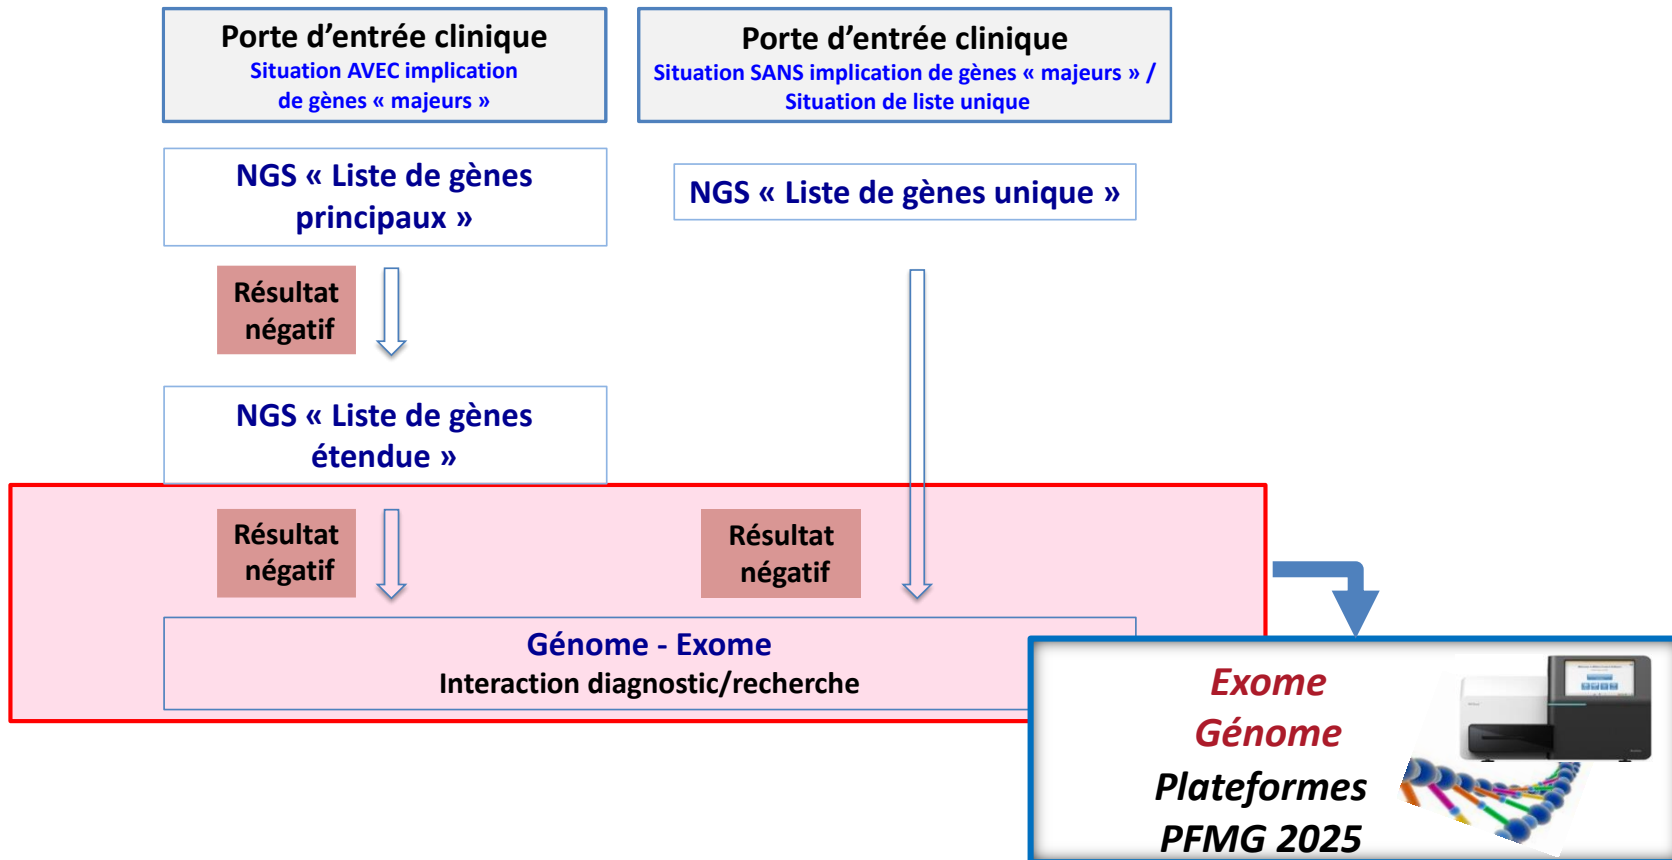 Porte d'entrée clinique
Situation AVEC implication
de gènes « majeurs »
Porte d'entrée clinique
Situation SANS implication de gènes « majeurs » /
Situation de liste unique
NGS « Liste de gènes
principaux »
NGS « Liste de gènes unique »
Résultat
négatif
NGS « Liste de gènes
étendue »
Résultat
négatif
Résultat
négatif
Génome - Exome
Interaction diagnostic/recherche
Exome
Génome
Plateformes
PFMG 2025